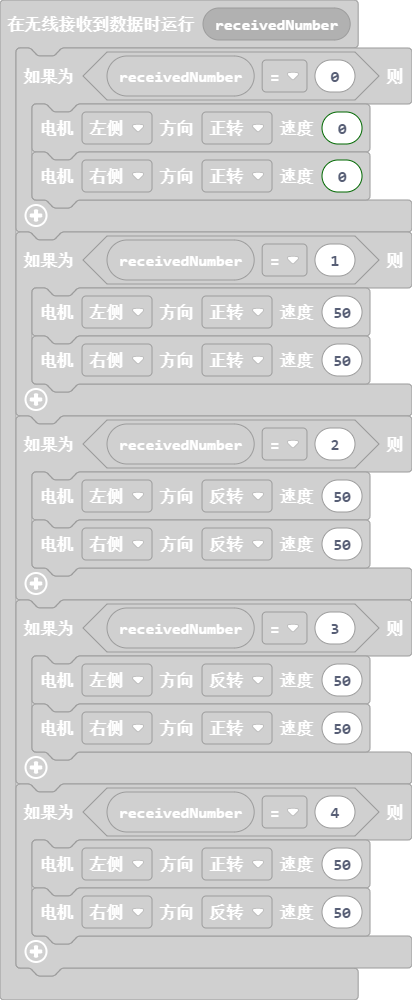 在无线接收到数据时运行 receivedNumber
如果为 receivedNumber = 0 则
电机 左侧 方向 正转 速度 0
电机 右侧 方向 正转 速度 0
如果为 receivedNumber = 1 则
电机 左侧 方向 正转 速度 50
电机 右侧 方向 正转 速度 50
如果为 receivedNumber = 2 则
电机 左侧 方向 反转 速度 50
电机 右侧 方向 反转 速度 50
如果为 receivedNumber = 3 则
电机 左侧 方向 反转 速度 50
电机 右侧 方向 正转 速度 50
如果为 receivedNumber = 4 则
电机 左侧 方向 正转 速度 50
电机 右侧 方向 反转 速度 50